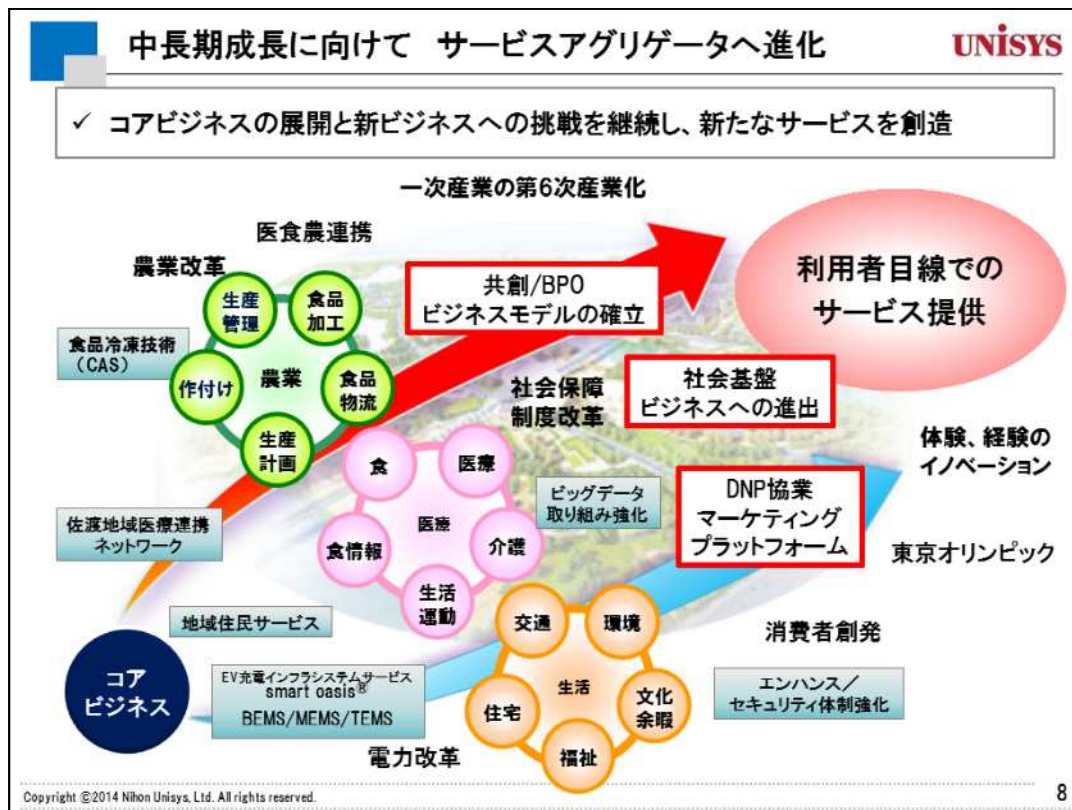 中長期成長に向けて サービスアグリゲータへ進化
UNiSYS
✓ コアビジネスの展開と新ビジネスへの挑戦を継続し、新たなサービスを創造
一次産業の第6次産業化
医食農連携
農業改革
生産
管理
食品
加工
食品冷凍技術
(CAS)
作付け
農業
食品
物流
生産
計画
共創/BPO
ビジネスモデルの確立
利用者目線での
サービス提供
社会保障
制度改革
社会基盤
ビジネスへの進出
体験、経験の
イノベーション
食
医療
医療
食情報
介護
生活
運動
ビッグデータ
取り組み強化
DNP協業
マーケティング
プラットフォーム
佐渡地域医療連携
ネットワーク
東京オリンピック
地域住民サービス
交通
環境
消費者創発
コア
ビジネス
EV充電インフラシステムサービス
smart oasis®
BEMS/MEMS/TEMS
生活
住宅
文化
余暇
福祉
エンハンス／
セキュリティ体制強化
電力改革
Copyright ©2014 Nihon Unisys, Ltd. All rights reserved.
8